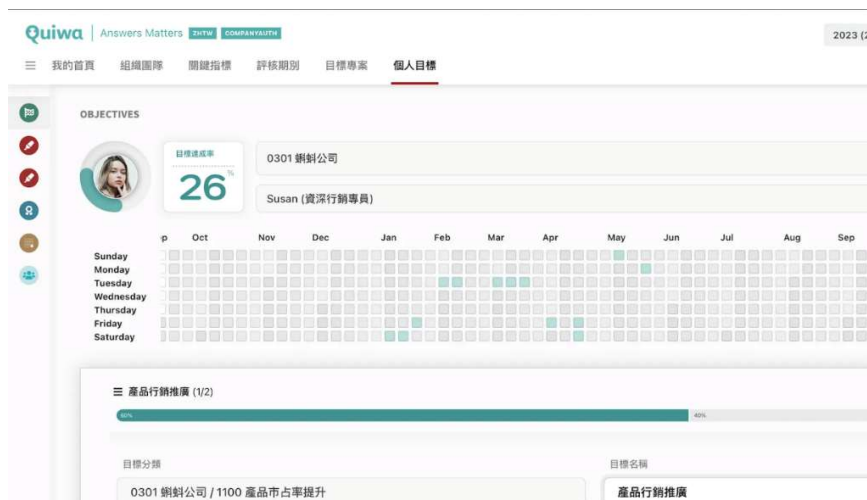 Quiwa | Answers Matters ZHTW COMPANYAUTH
2023 (2
我的首頁 組織團隊 關鍵指標 評核期別 目標專案 個人目標
OBJECTIVES
目標達成率
26%
0301 蝌蚪公司
Susan (資深行銷專員)
p Oct Nov Dec Jan Feb Mar Apr May Jun Jul Aug Sep
Sunday
Monday
Tuesday
Wednesday
Thursday
Friday
Saturday
產品行銷推廣 (1/2)
60% 40%
目標分類 目標名稱
0301 蝌蚪公司 / 1100 產品市占率提升 產品行銷推廣